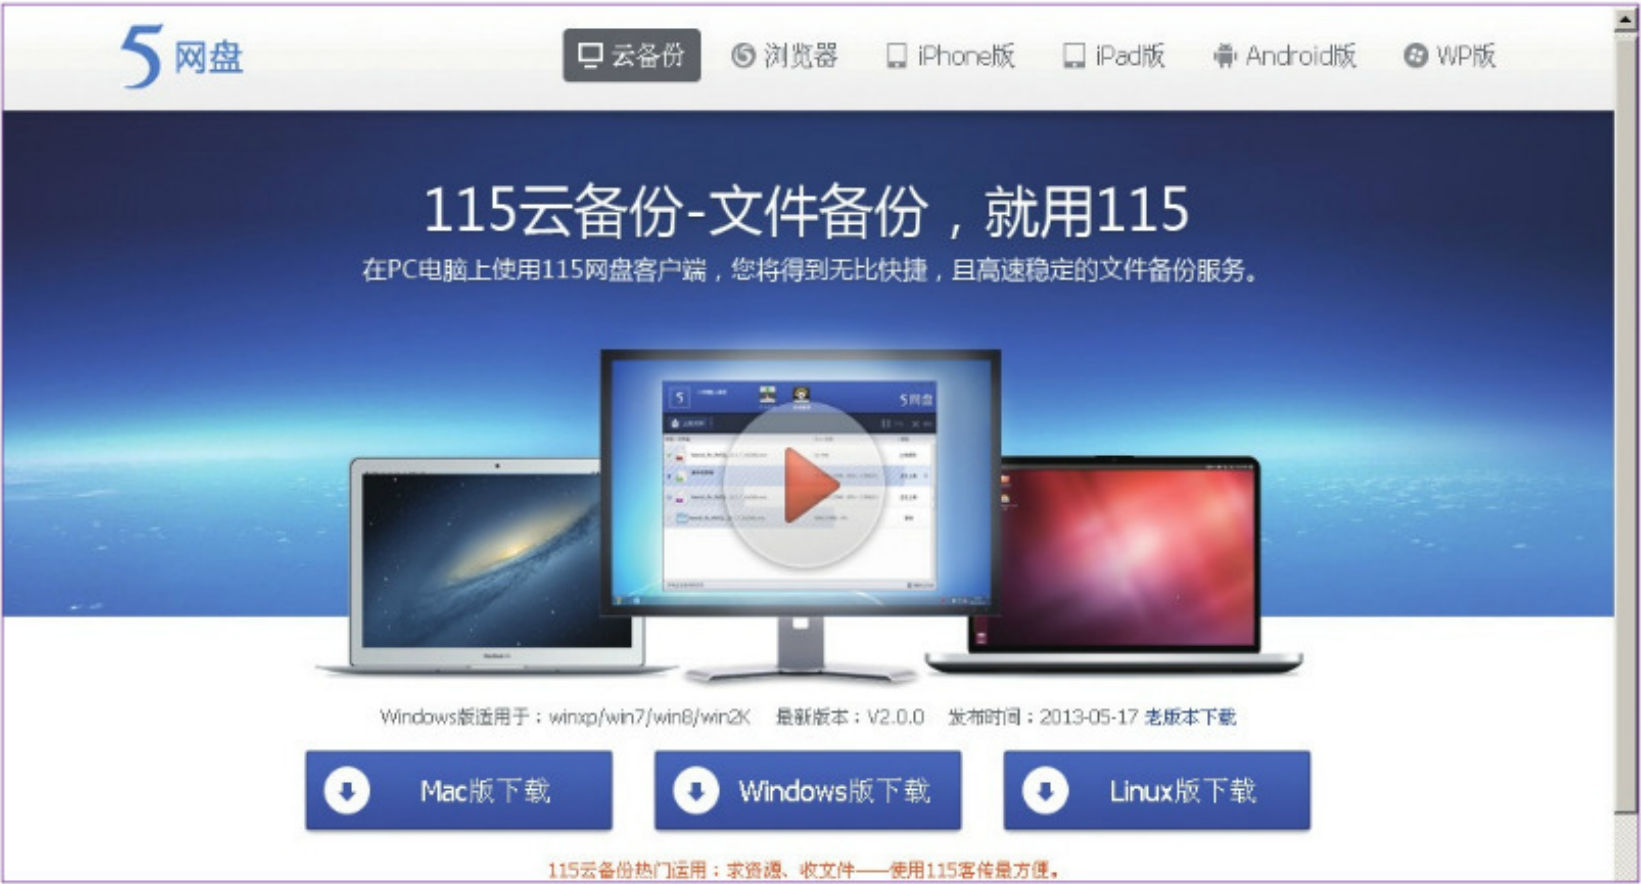 5 网盘
云备份 浏览器 iPhone版 iPad版 Android版 WP版
115云备份-文件备份，就用115
在PC电脑上使用115网盘客户端，您将得到无比快捷，且高速稳定的文件备份服务。
5 5网盘
Windows版适用于：winxp/win7/win8/win2K 最新版本：V2.0.0 发布时间：2013-05-17 老版本下载
Mac版下载 Windows版下载 Linux版下载
115云备份热门运用：求资源、收文件——使用115客传最方便。